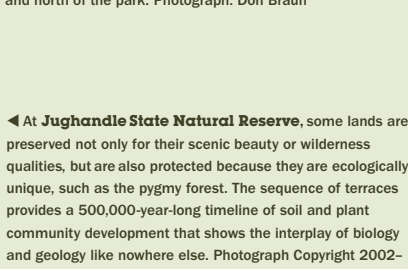 and north of the park. Photograph: Don Braun
◀ At Jughandle State Natural Reserve, some lands are
preserved not only for their scenic beauty or wilderness
qualities, but are also protected because they are ecologically
unique, such as the pygmy forest. The sequence of terraces
provides a 500,000-year-long timeline of soil and plant
community development that shows the interplay of biology
and geology like nowhere else. Photograph Copyright 2002–